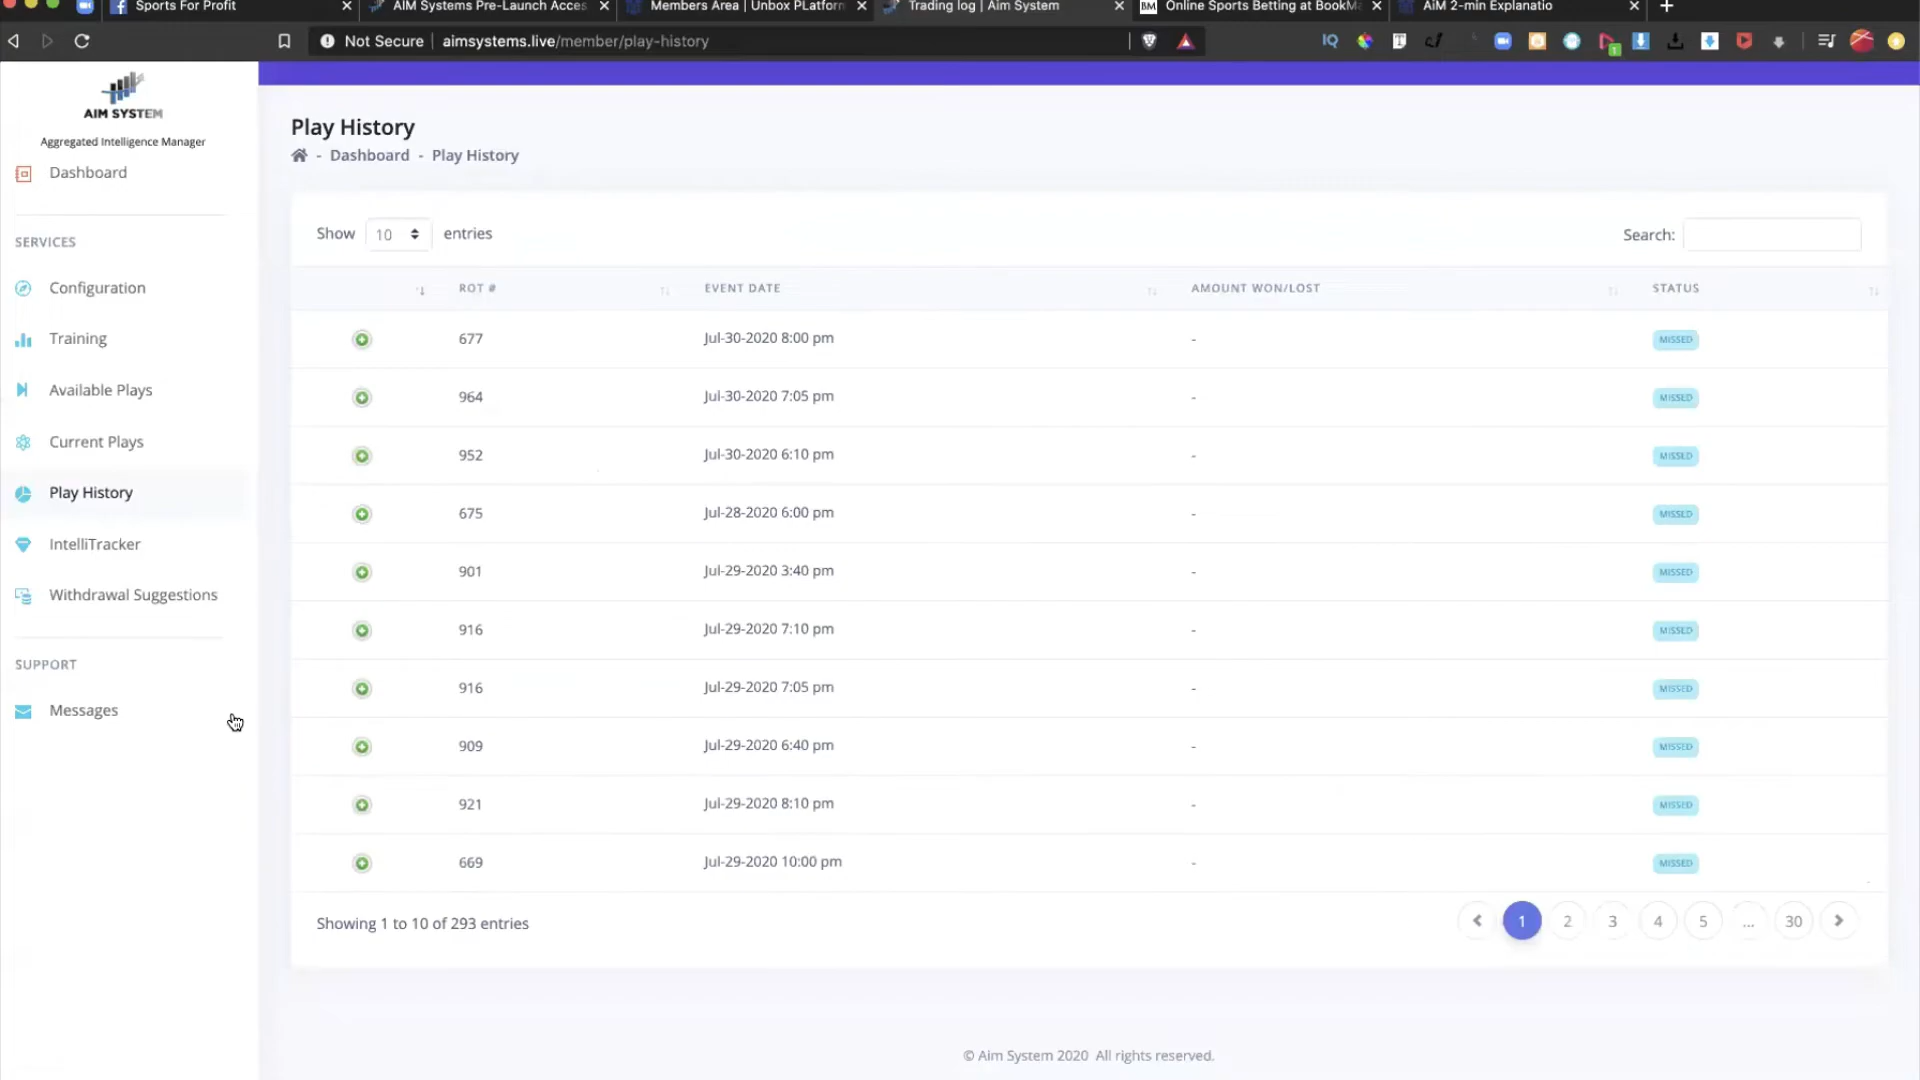 Sports For Profit
AIM Systems Pre-Launch Acces
Members Area | Unbox PLatform
Trading log | Aim System
BM Online Sports Betting at BookMa
AiM 2-min Explanatio
Not Secure aimsystems.live/member/play-history
IQ
AIM SYSTEM
Aggregated Intelligence Manager
Dashboard
SERVICES
Configuration
Training
Available Plays
Current Plays
Play History
IntelliTracker
Withdrawal Suggestions
SUPPORT
Messages
Play History
- Dashboard - Play History
Show 10 entries
Search:
ROT # EVENT DATE AMOUNT WON/LOST STATUS
677 Jul-30-2020 8:00 pm - MISSED
964 Jul-30-2020 7:05 pm - MISSED
952 Jul-30-2020 6:10 pm - MISSED
675 Jul-28-2020 6:00 pm - MISSED
901 Jul-29-2020 3:40 pm - MISSED
916 Jul-29-2020 7:10 pm - MISSED
916 Jul-29-2020 7:05 pm - MISSED
909 Jul-29-2020 6:40 pm - MISSED
921 Jul-29-2020 8:10 pm - MISSED
669 Jul-29-2020 10:00 pm - MISSED
Showing 1 to 10 of 293 entries
1 2 3 4 5 ... 30
© Aim System 2020 All rights reserved.